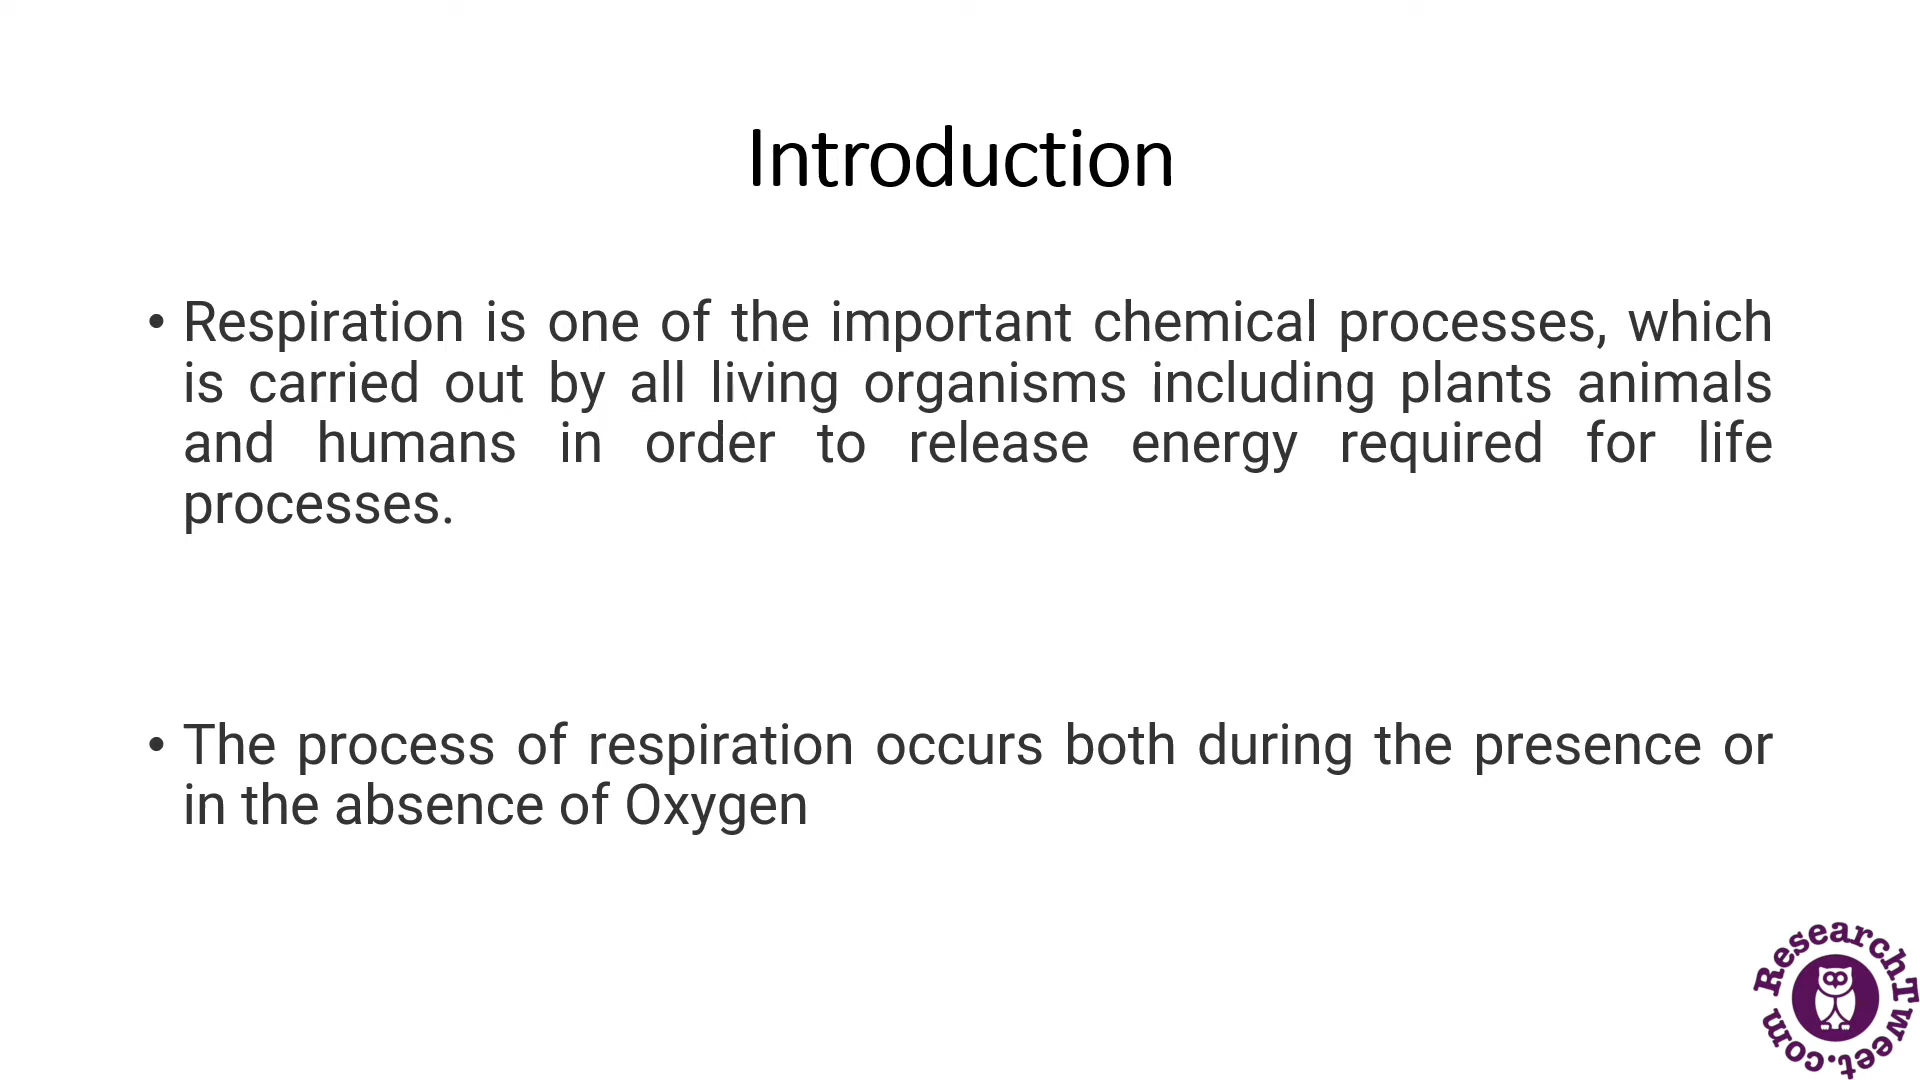 Introduction
• Respiration is one of the important chemical processes, which
is carried out by all living organisms including plants animals
and humans in order to release energy required for life
processes.
• The process of respiration occurs both during the presence or
in the absence of Oxygen
ResearchTweet.com